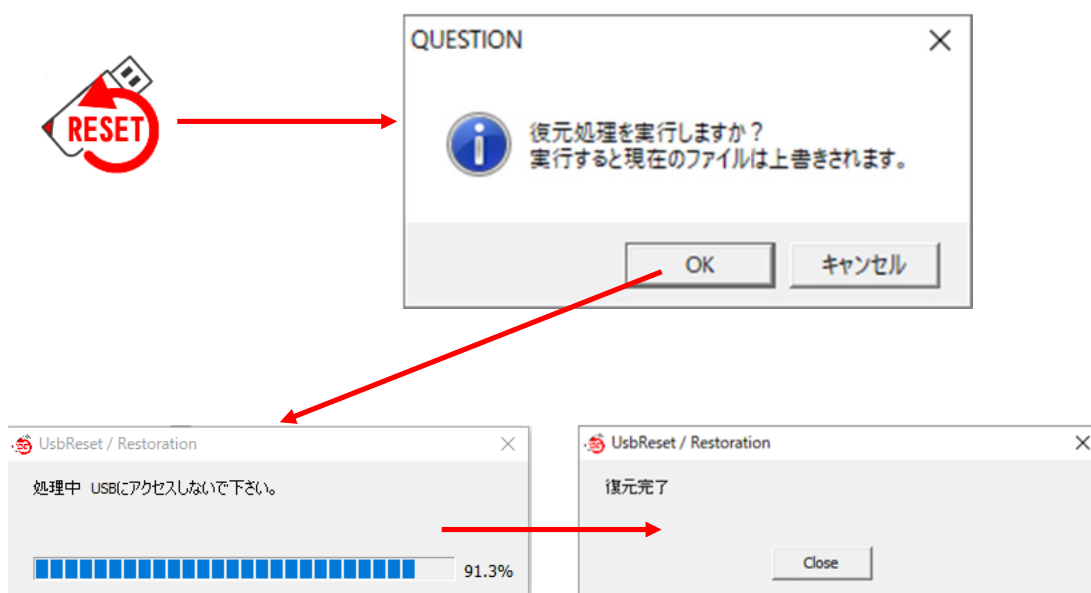 RESET
QUESTION
復元処理を実行しますか？
実行すると現在のファイルは上書きされます。
OK
キャンセル
UsbReset / Restoration
処理中 USBにアクセスしないで下さい。
91.3%
UsbReset / Restoration
復元完了
Close